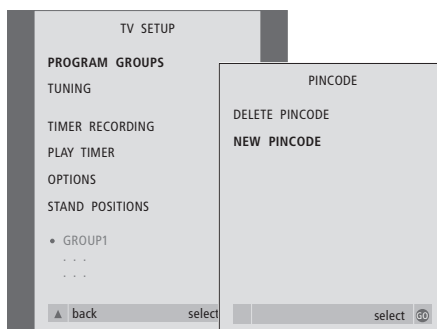 TV SETUP
PROGRAM GROUPS
TUNING
TIMER RECORDING
PLAY TIMER
OPTIONS
STAND POSITIONS
• GROUP1
. . .
. . .
▲ back select
PINCODE
DELETE PINCODE
NEW PINCODE
select GO